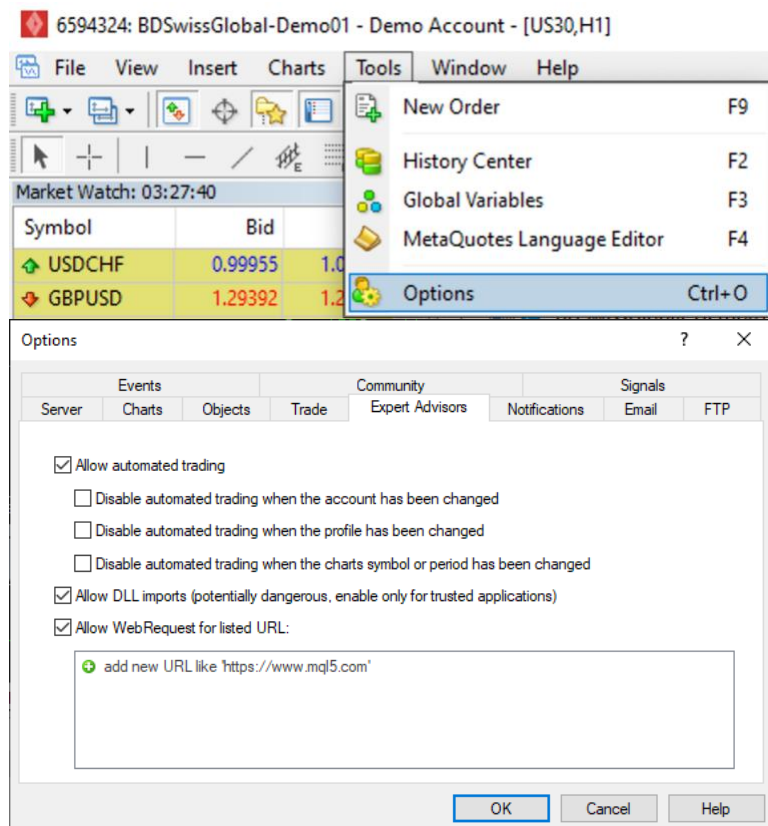 6594324: BDSwissGlobal-Demo01 - Demo Account - [US30,H1]
File View Insert Charts Tools Window Help
New Order F9
History Center F2
Global Variables F3
MetaQuotes Language Editor F4
Options Ctrl+O
E
Market Watch: 03:27:40
Symbol Bid
USDCHF 0.99955 1.0
GBPUSD 1.29392 1.2
Options ? X
Events Community Signals
Server Charts Objects Trade Expert Advisors Notifications Email FTP
Allow automated trading
Disable automated trading when the account has been changed
Disable automated trading when the profile has been changed
Disable automated trading when the charts symbol or period has been changed
Allow DLL imports (potentially dangerous, enable only for trusted applications)
Allow WebRequest for listed URL:
add new URL like 'https://www.mql5.com'
OK Cancel Help